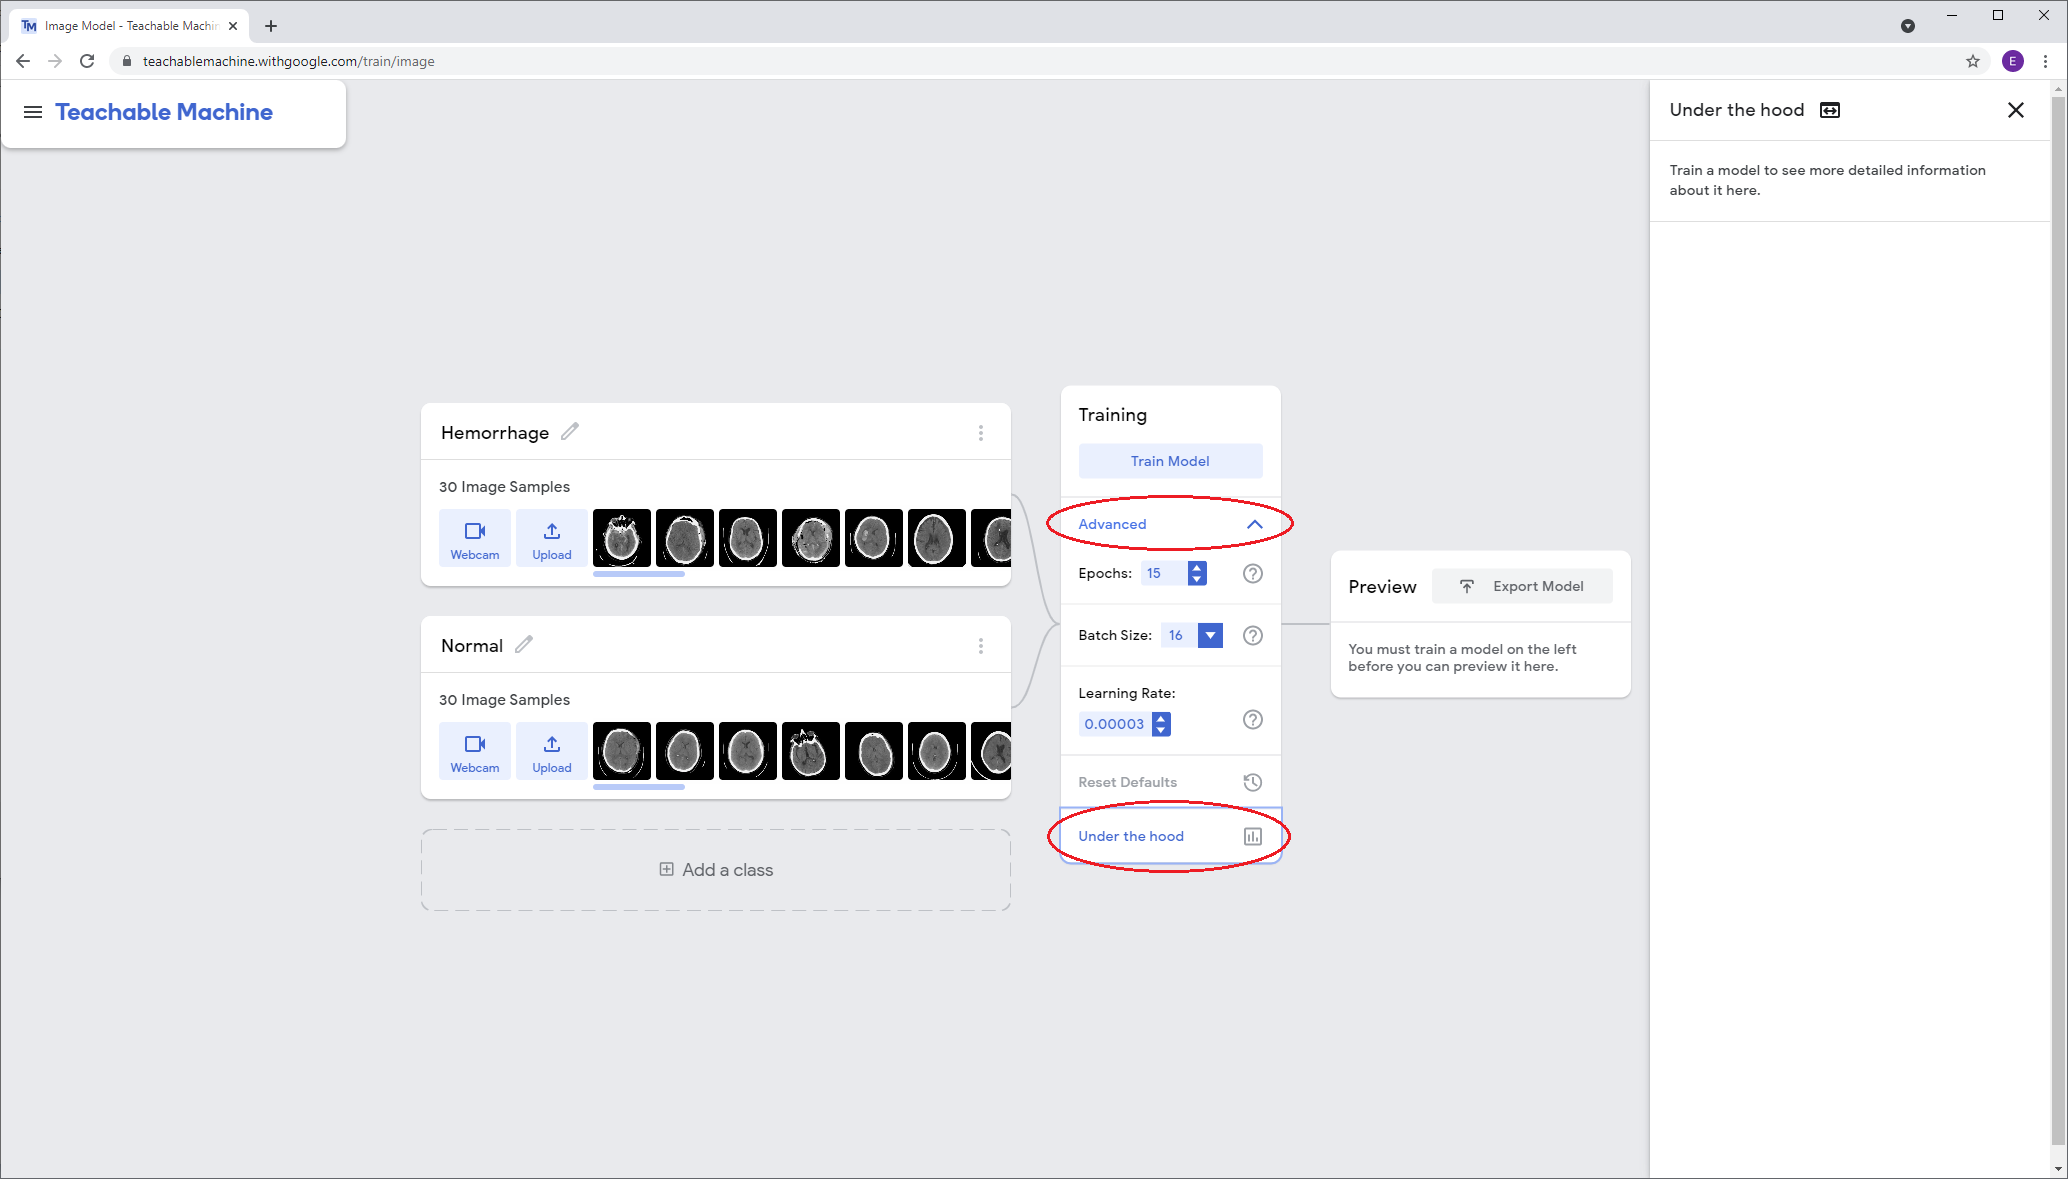 Image Model - Teachable Machin
teachablemachine.withgoogle.com/train/image
E
Teachable Machine
Under the hood
Train a model to see more detailed information
about it here.
Hemorrhage
30 Image Samples
Webcam
Upload
Normal
30 Image Samples
Webcam
Upload
Add a class
Training
Train Model
Advanced
Epochs: 15
Batch Size: 16
Learning Rate:
0.00003
Reset Defaults
Under the hood
Preview
Export Model
You must train a model on the left
before you can preview it here.